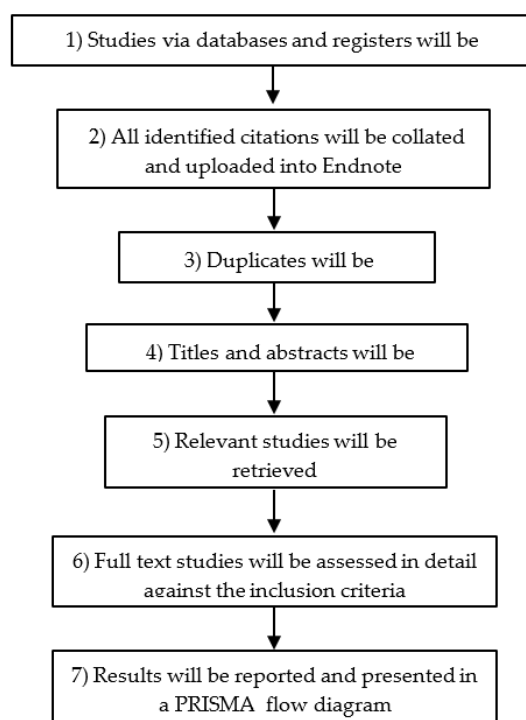 1) Studies via databases and registers will be
2) All identified citations will be collated
and uploaded into Endnote
3) Duplicates will be
4) Titles and abstracts will be
5) Relevant studies will be
retrieved
6) Full text studies will be assessed in detail
against the inclusion criteria
7) Results will be reported and presented in
a PRISMA flow diagram